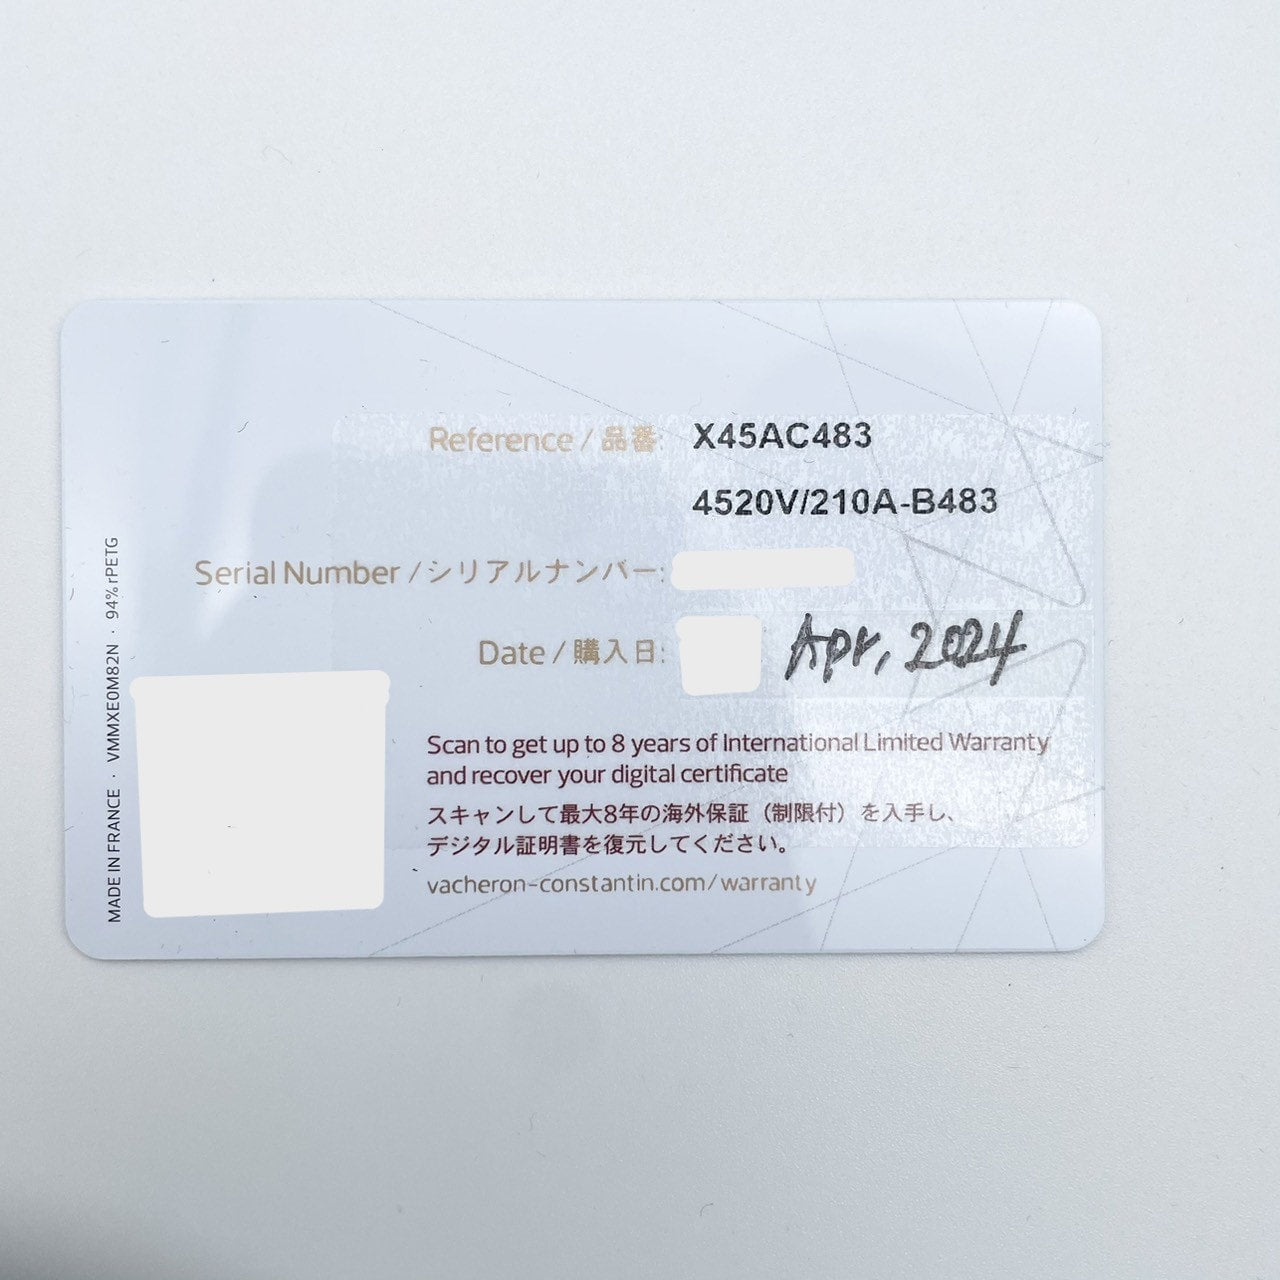 Reference / 品番: X45AC483
4520V/210A-B483
Serial Number / シリアルナンバー:
Date / 購入日: Apr, 2024
Scan to get up to 8 years of International Limited Warranty
and recover your digital certificate
スキャンして最大8年の海外保証（制限付）を入手し、
デジタル証明書を復元してください。
vacheron-constantin.com/warranty
MADE IN FRANCE · VMMXE0M82N · 94% rPETG